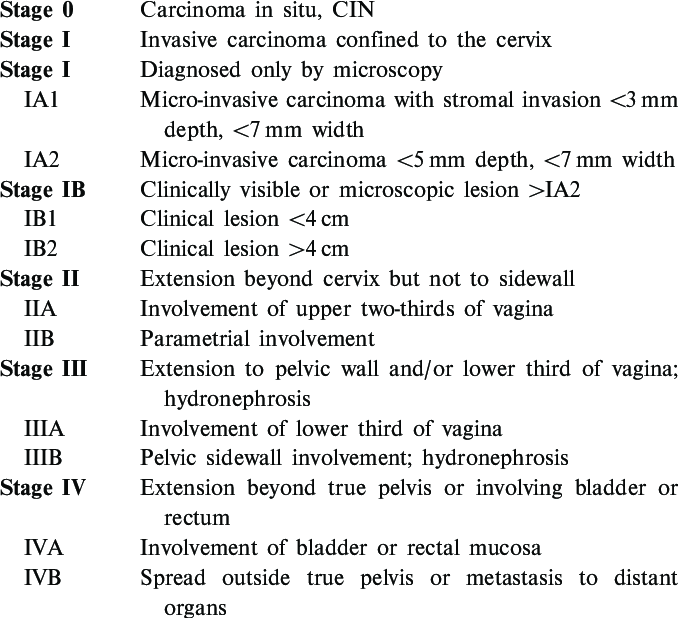 Stage 0 Carcinoma in situ, CIN
Stage I Invasive carcinoma confined to the cervix
Stage I Diagnosed only by microscopy
IA1 Micro-invasive carcinoma with stromal invasion <3 mm
depth, <7 mm width
IA2 Micro-invasive carcinoma <5 mm depth, <7 mm width
Stage IB Clinically visible or microscopic lesion >IA2
IB1 Clinical lesion <4 cm
IB2 Clinical lesion >4 cm
Stage II Extension beyond cervix but not to sidewall
IIA Involvement of upper two-thirds of vagina
IIB Parametrial involvement
Stage III Extension to pelvic wall and/or lower third of vagina;
hydronephrosis
IIIA Involvement of lower third of vagina
IIIB Pelvic sidewall involvement; hydronephrosis
Stage IV Extension beyond true pelvis or involving bladder or
rectum
IVA Involvement of bladder or rectal mucosa
IVB Spread outside true pelvis or metastasis to distant
organs